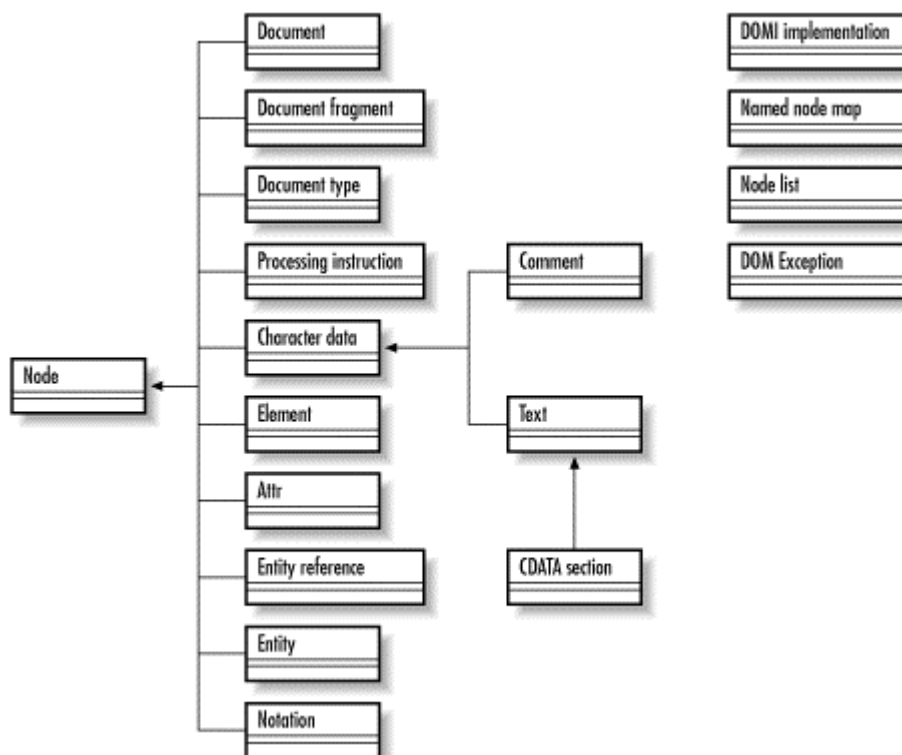 Document
DOMI implementation
Document fragment
Named node map
Document type
Node list
Processing instruction
Comment
DOM Exception
Character data
Node
Element
Text
Attr
Entity reference
CDATA section
Entity
Notation